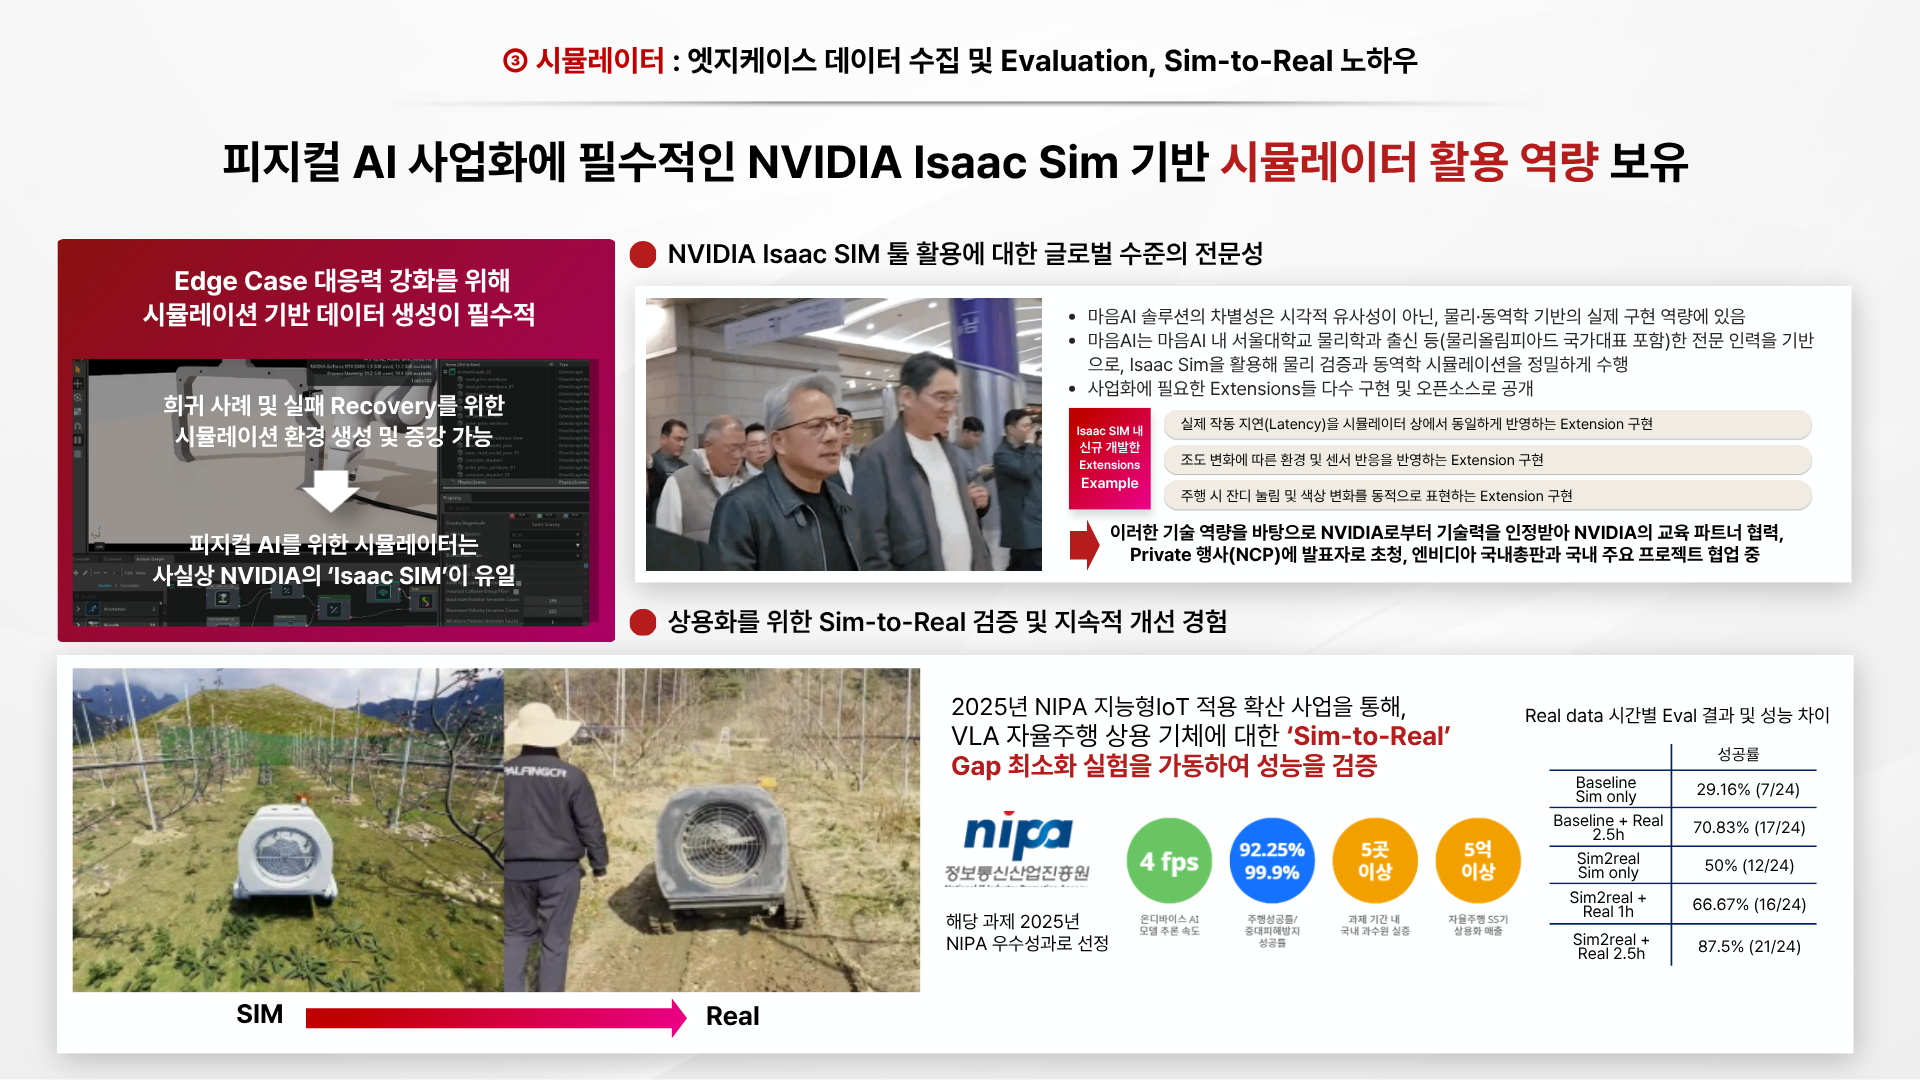 ③ 시뮬레이터 : 엣지케이스 데이터 수집 및 Evaluation, Sim-to-Real 노하우
피지컬 AI 사업화에 필수적인 NVIDIA Isaac Sim 기반 시뮬레이터 활용 역량 보유
Edge Case 대응력 강화를 위해
시뮬레이션 기반 데이터 생성이 필수적
희귀 사례 및 실패 Recovery를 위한
시뮬레이션 환경 생성 및 증강 가능
피지컬 AI를 위한 시뮬레이터는
사실상 NVIDIA의 ‘Isaac SIM’이 유일
NVIDIA Isaac SIM 툴 활용에 대한 글로벌 수준의 전문성
• 마음AI 솔루션의 차별성은 시각적 유사성이 아닌, 물리·동역학 기반의 실제 구현 역량에 있음
• 마음AI는 마음AI 내 서울대학교 물리학과 출신 등(물리올림피아드 국가대표 포함)한 전문 인력을 기반
으로, Isaac Sim을 활용해 물리 검증과 동역학 시뮬레이션을 정밀하게 수행
• 사업화에 필요한 Extensions들 다수 구현 및 오픈소스로 공개
Isaac SIM 내
신규 개발한
Extensions
Example
실제 작동 지연(Latency)을 시뮬레이터 상에서 동일하게 반영하는 Extension 구현
조도 변화에 따른 환경 및 센서 반응을 반영하는 Extension 구현
주행 시 잔디 눌림 및 색상 변화를 동적으로 표현하는 Extension 구현
이러한 기술 역량을 바탕으로 NVIDIA로부터 기술력을 인정받아 NVIDIA의 교육 파트너 협력,
Private 행사(NCP)에 발표자로 초청, 엔비디아 국내총판과 국내 주요 프로젝트 협업 중
상용화를 위한 Sim-to-Real 검증 및 지속적 개선 경험
PALFINGER
SIM
Real
2025년 NIPA 지능형IoT 적용 확산 사업을 통해,
VLA 자율주행 상용 기체에 대한 ‘Sim-to-Real’
Gap 최소화 실험을 가동하여 성능을 검증
nipa
정보통신산업진흥원
해당 과제 2025년
NIPA 우수성과로 선정
4 fps
온디바이스 AI
모델 추론 속도
92.25%
99.9%
주행성공률/
중대피해방지
성공률
5곳
이상
과제 기간 내
국내 과수원 실증
5억
이상
자율주행 SS기
상용화 매출
Real data 시간별 Eval 결과 및 성능 차이
성공률
Baseline
Sim only
29.16% (7/24)
Baseline + Real
2.5h
70.83% (17/24)
Sim2real
Sim only
50% (12/24)
Sim2real +
Real 1h
66.67% (16/24)
Sim2real +
Real 2.5h
87.5% (21/24)